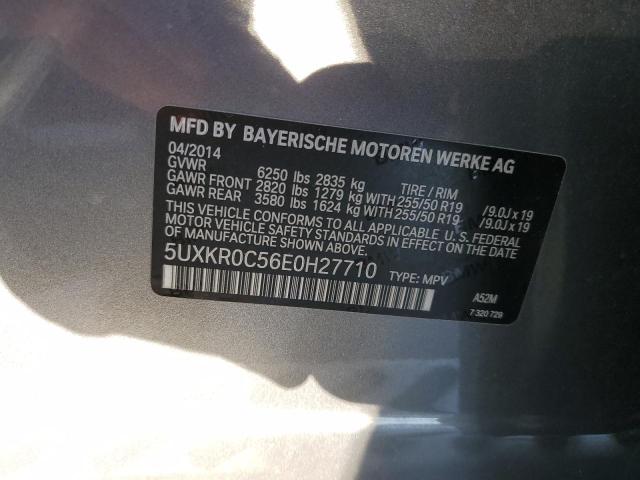 MFD BY BAYERISCHE MOTOREN WERKE AG
04/2014
GVWR 6250 lbs 2835 kg TIRE / RIM
GAWR FRONT 2820 lbs 1279 kg WITH 255/50 R19 /9.0J x 19
GAWR REAR 3580 lbs 1624 kg WITH 255/50 R19 /9.0J x 19
THIS VEHICLE CONFORMS TO ALL APPLICABLE U.S. FEDERAL
MOTOR VEHICLE SAFETY STANDARDS IN EFFECT ON THE DATE
OF MANUFACTURE SHOWN ABOVE.
5UXKR0C56E0H27710 TYPE: MPV
A52M
7 320 729